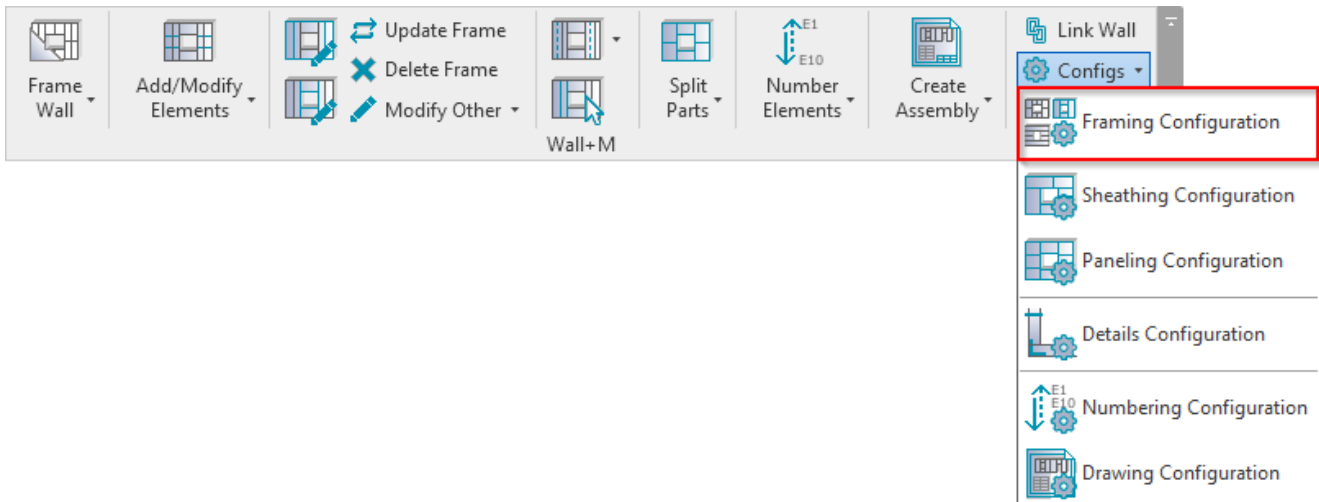 Frame
Wall
Add/Modify
Elements
Update Frame
Delete Frame
Modify Other
Split
Parts
E1
E10
Number
Elements
Create
Assembly
Link Wall
Configs
Wall+M
Framing Configuration
Sheathing Configuration
Paneling Configuration
Details Configuration
E1
E10
Numbering Configuration
Drawing Configuration